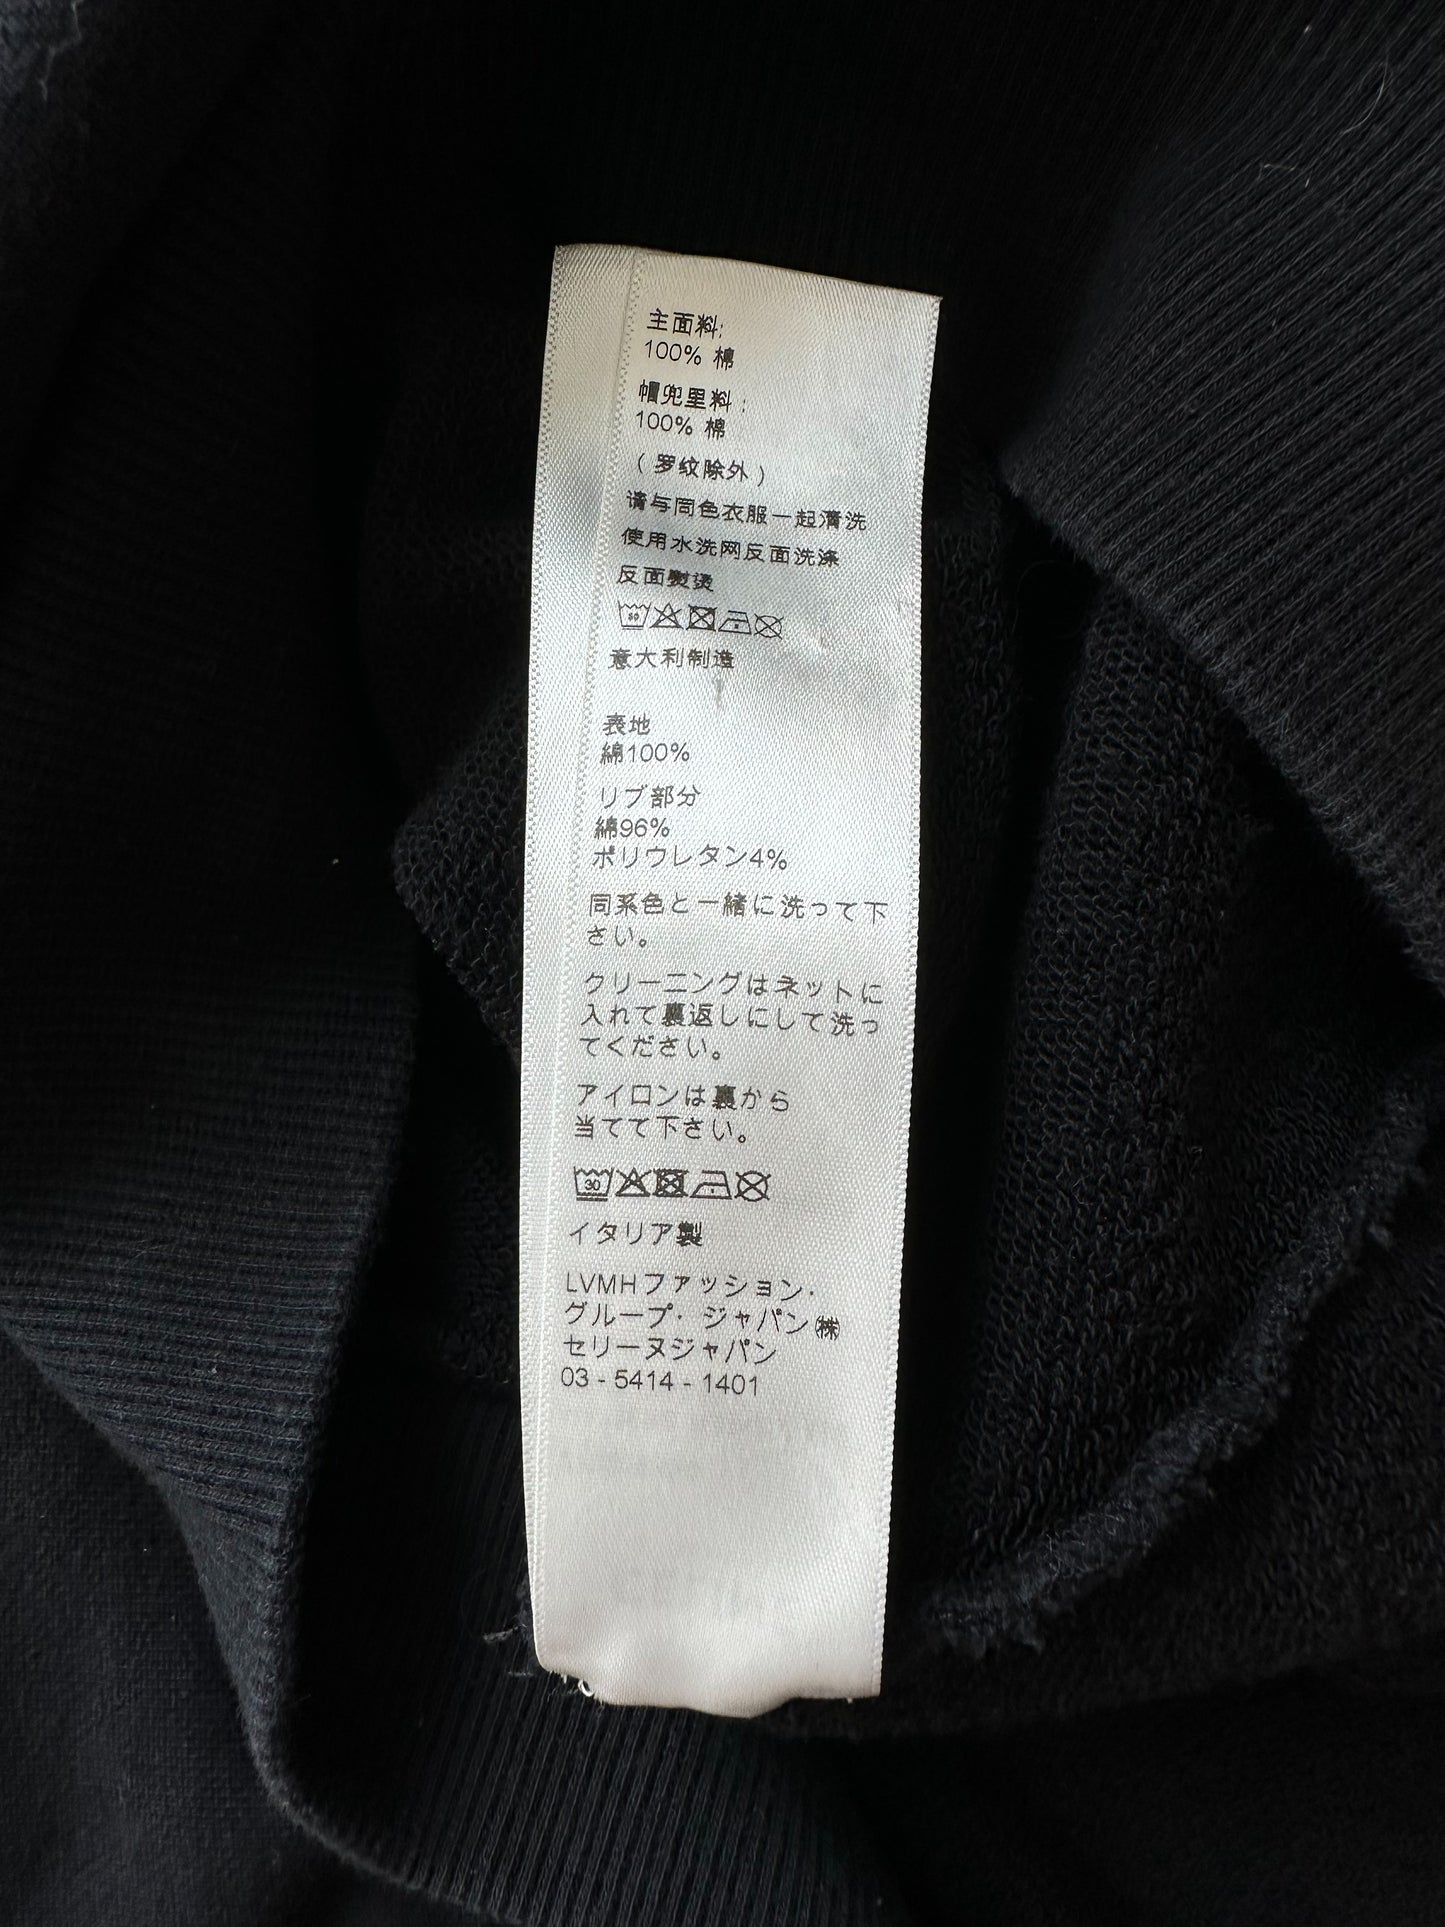 主面料:
100% 棉
帽兜里料:
100% 棉
(罗纹除外)
请与同色衣服一起清洗
使用水洗网反面洗涤
反面熨烫
意大利制造
表地
綿100%
リブ部分
綿96%
ポリウレタン4%
同系色と一緒に洗って下
さい。
クリーニングはネットに
入れて裏返しにして洗っ
てください。
アイロンは裏から
当てて下さい。
30
イタリア製
LVMHファッション・
グループ・ジャパン㈱
セリーヌジャパン
03 - 5414 - 1401